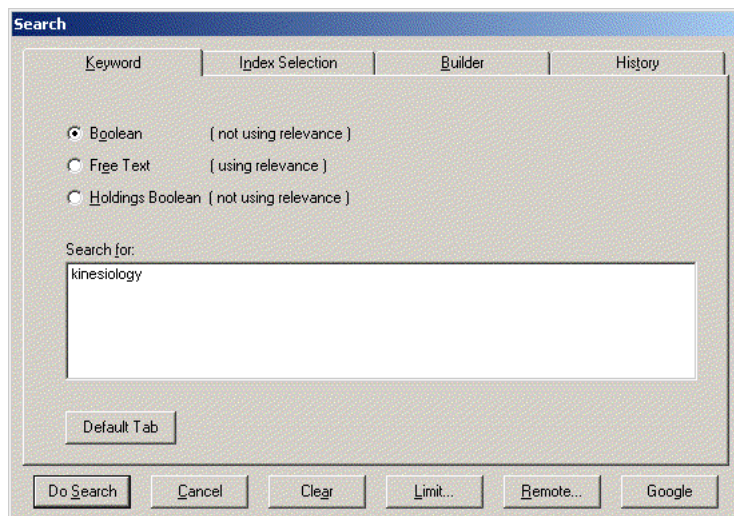 Search
Keyword Index Selection Builder History
Boolean ( not using relevance )
Free Text ( using relevance )
Holdings Boolean ( not using relevance )
Search for:
kinesiology
Default Tab
Do Search Cancel Clear Limit... Remote... Google